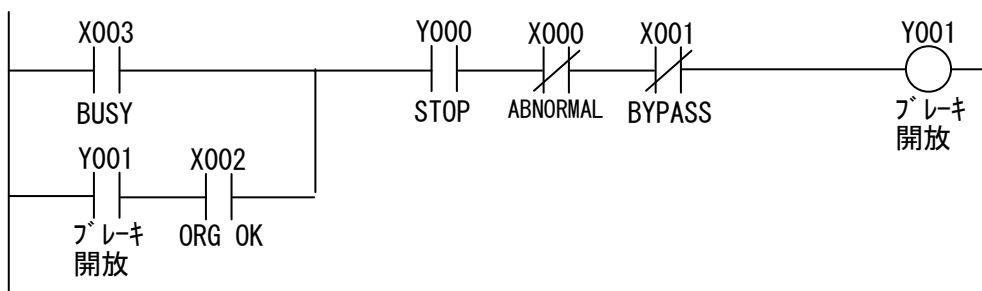 X003 Y000 X000 X001 Y001
BUSY STOP ABNORMAL BYPASS ブレーキ
開放
Y001 X002
ブレーキ ORG OK
開放